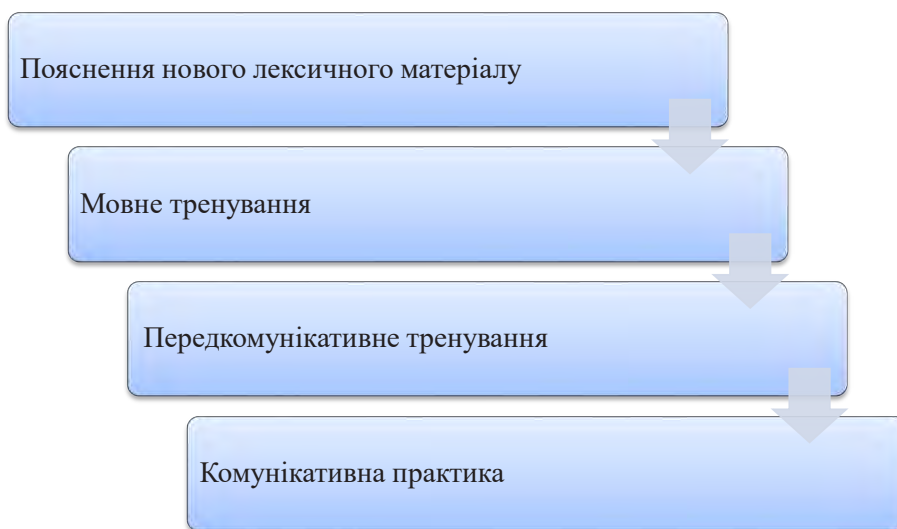 Пояснення нового лексичного матеріалу
Мовне тренування
Передкомунікативне тренування
Комунікативна практика